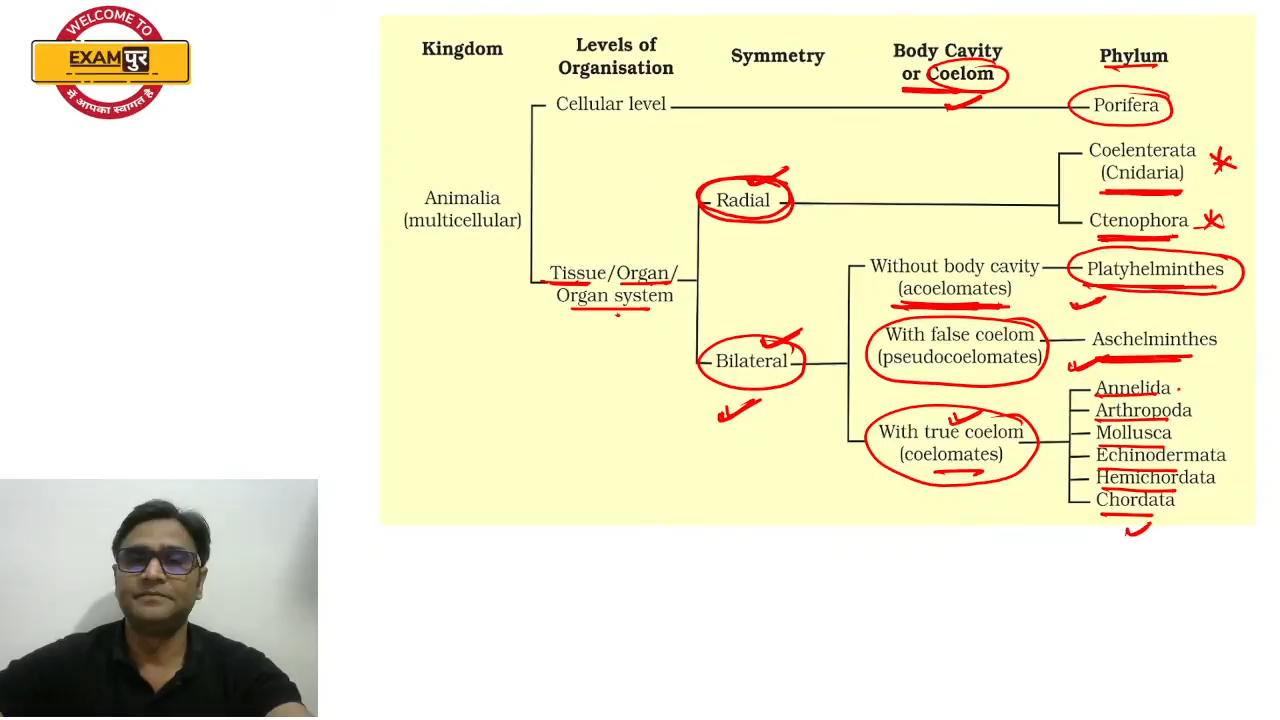 WELCOME TO
EXAMपुर
में आपका स्वागत है
Kingdom
Levels of
Organisation
Symmetry
Body Cavity
or Coelom
Phylum
Cellular level
Porifera
Coelenterata
(Cnidaria)
Radial
Animalia
(multicellular)
Ctenophora
Tissue/Organ/
Organ system
Without body cavity
(acoelomates)
Platyhelminthes
With false coelom
(pseudocoelomates)
Aschelminthes
Bilateral
Annelida
Arthropoda
With true coelom
(coelomates)
Mollusca
Echinodermata
Hemichordata
Chordata